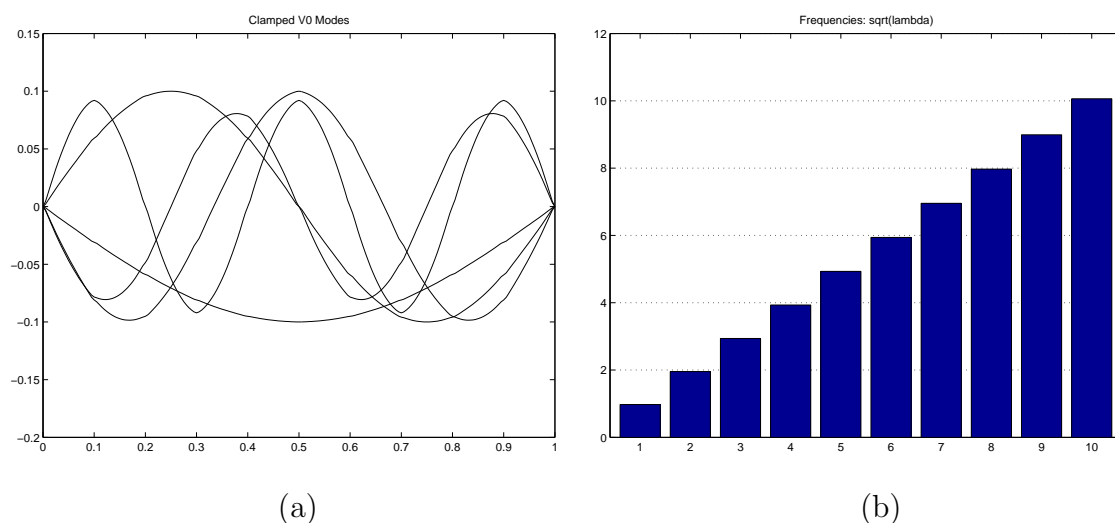 Clamped V0 Modes
0.15
0.1
0.05
0
−0.05
−0.1
−0.15
−0.2
0 0.1 0.2 0.3 0.4 0.5 0.6 0.7 0.8 0.9 1
(a)
Frequencies: sqrt(lambda)
12
10
8
6
4
2
0
1 2 3 4 5 6 7 8 9 10
(b)